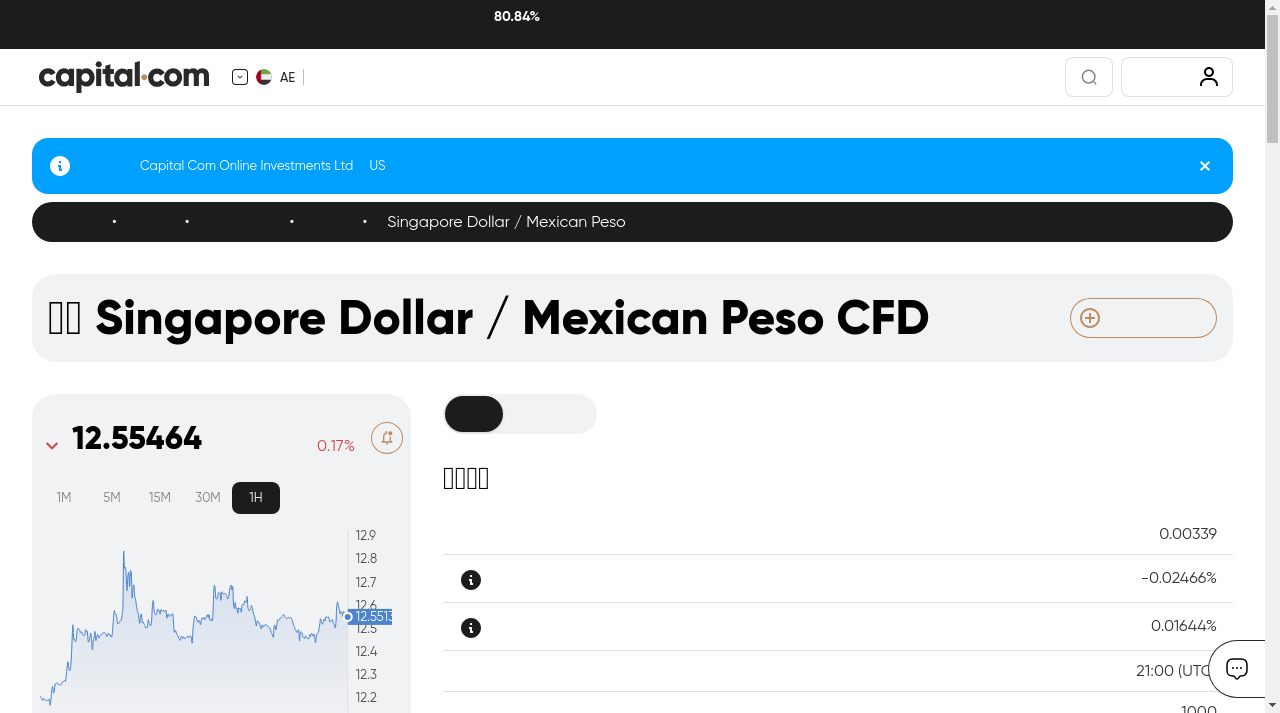 80.84%
capital.com
AE
Capital Com Online Investments Ltd US
Singapore Dollar / Mexican Peso
Singapore Dollar / Mexican Peso CFD
12.55464
0.17%
1M 5M 15M 30M 1H
12.9
12.8
12.7
12.6
12.5513
12.5
12.4
12.3
12.2
0.00339
-0.02466%
0.01644%
21:00 (UTC
1000